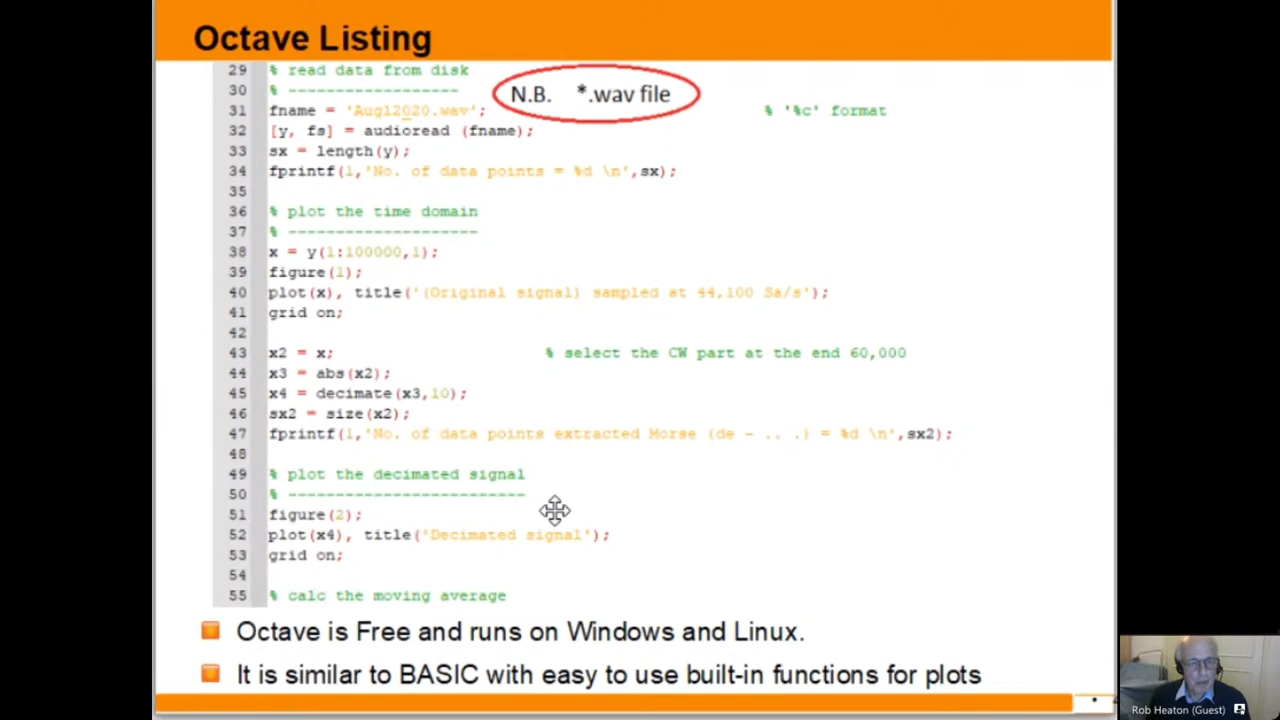 Octave Listing
29 % read data from disk
30 % ------------------
N.B. *.wav file
31 fname = 'Aug12020.wav'; % '%c' format
32 [y, fs] = audioread (fname);
33 sx = length(y);
34 fprintf(1,'No. of data points = %d \n',sx);
35
36 % plot the time domain
37 % --------------------
38 x = y(1:100000,1);
39 figure(1);
40 plot(x), title('(Original signal) sampled at 44,100 Sa/s');
41 grid on;
42
43 x2 = x; % select the CW part at the end 60,000
44 x3 = abs(x2);
45 x4 = decimate(x3,10);
46 sx2 = size(x2);
47 fprintf(1,'No. of data points extracted Morse (de - .. .) = %d \n',sx2);
48
49 % plot the decimated signal
50 % -------------------------
51 figure(2);
52 plot(x4), title('Decimated signal');
53 grid on;
54
55 % calc the moving average
Octave is Free and runs on Windows and Linux.
It is similar to BASIC with easy to use built-in functions for plots
Rob Heaton (Guest)